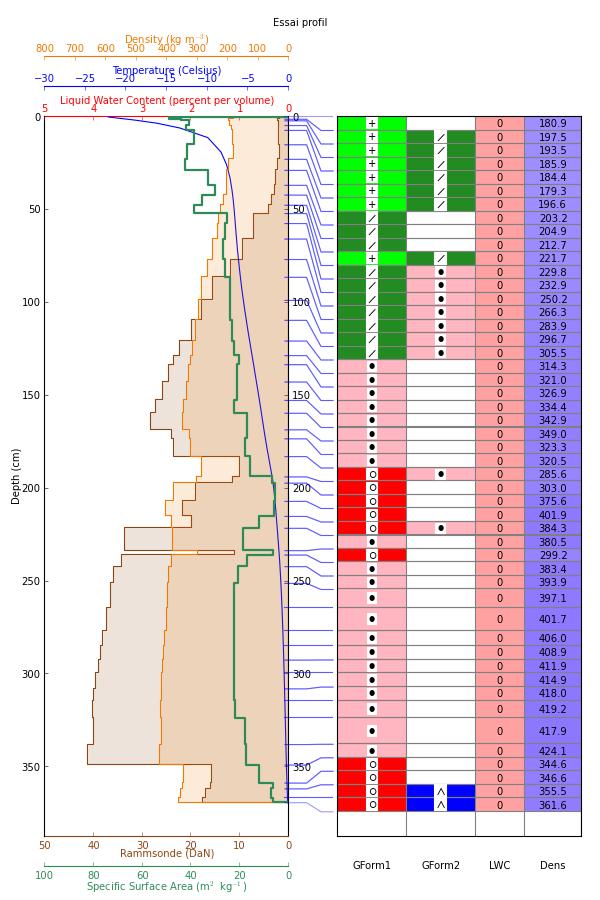 Essai profil
Density (kg m⁻³)
800 700 600 500 400 300 200 100 0
Temperature (Celsius)
−30 −25 −20 −15 −10 −5 0
Liquid Water Content (percent per volume)
5 4 3 2 1 0
0 0
50 50
100 100
150 150
200 200
250 250
300 300
350 350
Depth (cm)
+ 0 180.9
+ / 0 197.5
+ / 0 193.5
+ / 0 185.9
+ / 0 184.4
+ / 0 179.3
+ / 0 196.6
/ 0 203.2
/ 0 204.9
/ 0 212.7
+ / 0 221.7
/ ● 0 229.8
/ ● 0 232.9
/ ● 0 250.2
/ ● 0 266.3
/ ● 0 283.9
/ ● 0 296.7
/ ● 0 305.5
● 0 314.3
● 0 321.0
● 0 326.9
● 0 334.4
● 0 342.9
● 0 349.0
● 0 323.3
● 0 320.5
○ ● 0 285.6
○ 0 303.0
○ 0 375.6
○ 0 401.9
○ ● 0 384.3
● 0 380.5
○ 0 299.2
● 0 383.4
● 0 393.9
● 0 397.1
● 0 401.7
● 0 406.0
● 0 408.9
● 0 411.9
● 0 414.9
● 0 418.0
● 0 419.2
● 0 417.9
● 0 424.1
○ 0 344.6
○ 0 346.6
○ ∧ 0 355.5
○ ∧ 0 361.6
GForm1 GForm2 LWC Dens
50 40 30 20 10 0
Rammsonde (DaN)
100 80 60 40 20 0
Specific Surface Area (m² kg⁻¹)